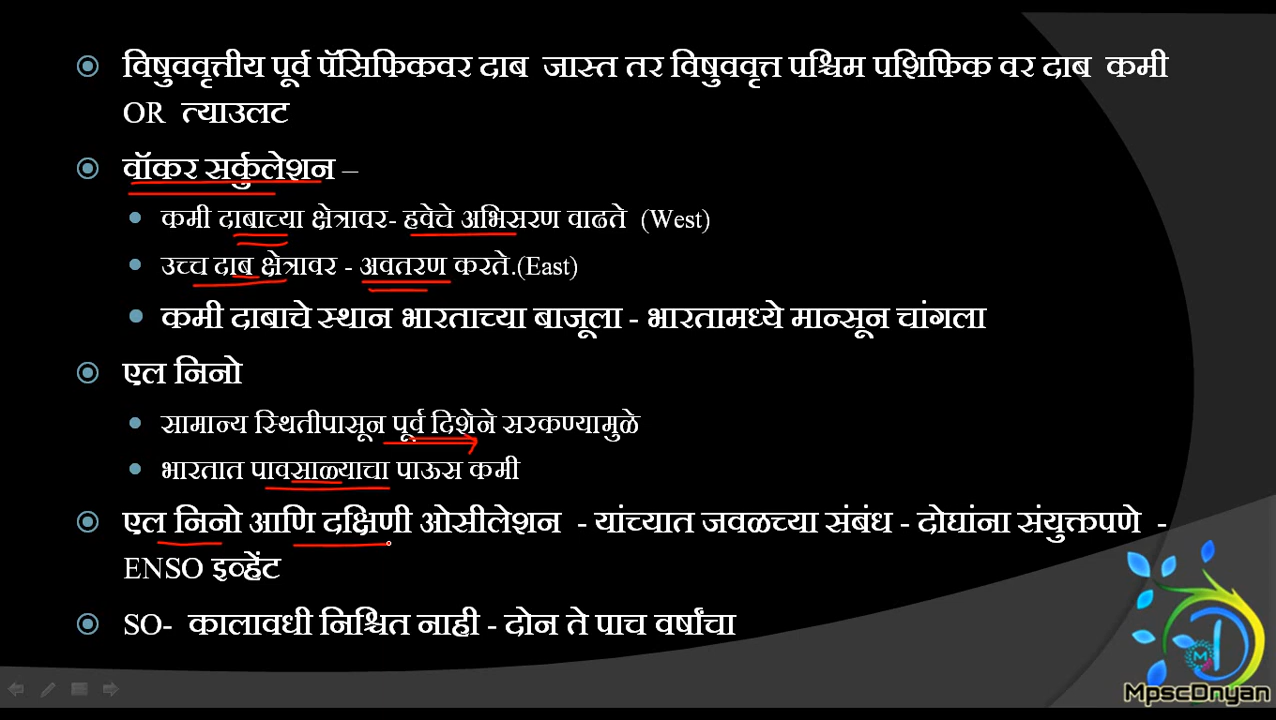 विषुववृत्तीय पूर्व पॅसिफिकवर दाब जास्त तर विषुववृत्त पश्चिम पशिफिक वर दाब कमी
OR त्याउलट
वॉकर सर्कुलेशन –
कमी दाबाच्या क्षेत्रावर- हवेचे अभिसरण वाढते (West)
उच्च दाब क्षेत्रावर - अवतरण करते.(East)
कमी दाबाचे स्थान भारताच्या बाजूला - भारतामध्ये मान्सून चांगला
एल निनो
सामान्य स्थितीपासून पूर्व दिशेने सरकण्यामुळे
भारतात पावसाळ्याचा पाऊस कमी
एल निनो आणि दक्षिणी ओसीलेशन - यांच्यात जवळच्या संबंध - दोघांना संयुक्तपणे -
ENSO इव्हेंट
SO- कालावधी निश्चित नाही - दोन ते पाच वर्षांचा
MpscDnyan